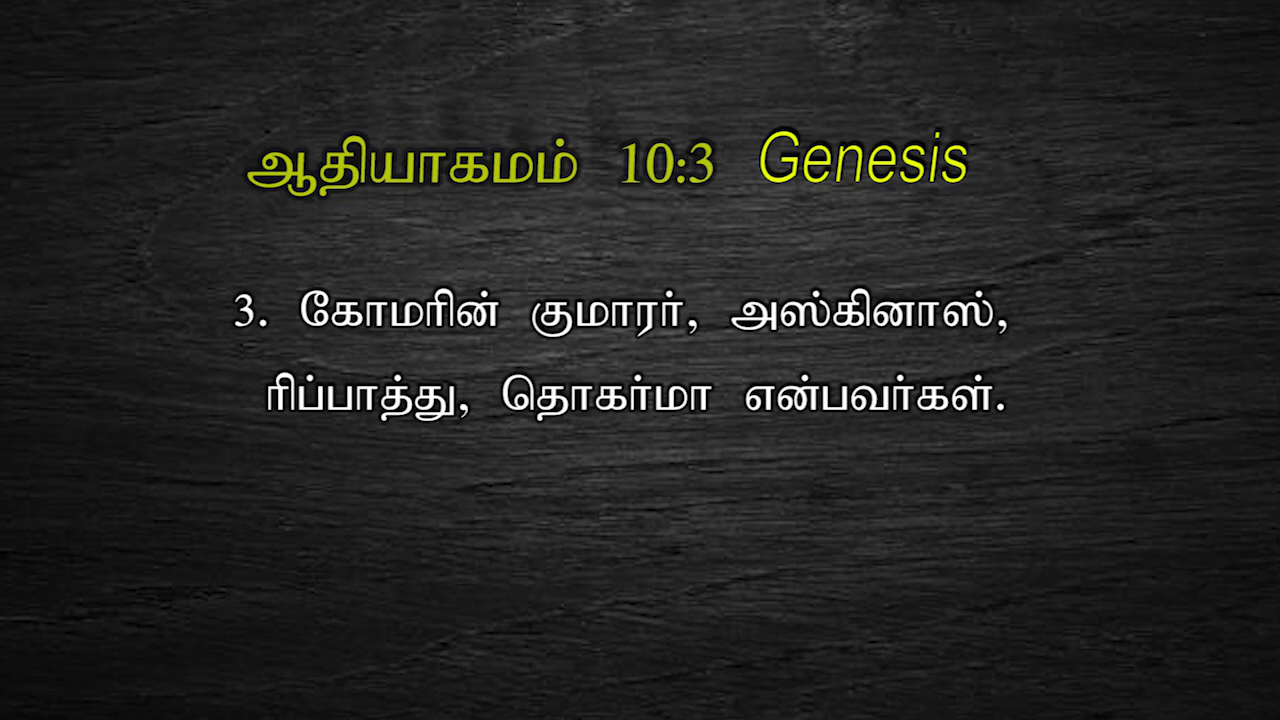 ஆதியாகமம் 10:3 Genesis
3. கோமரின் குமாரர், அஸ்கினாஸ்,
ரிப்பாத்து, தொகர்மா என்பவர்கள்.